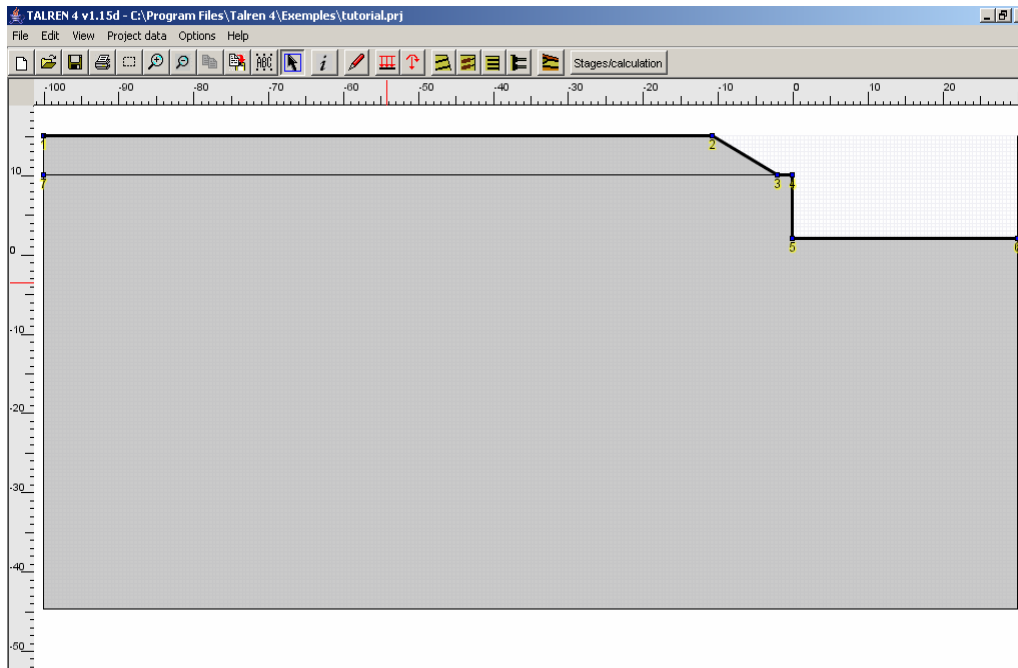 TALREN 4 v1.15d - C:\Program Files\Talren 4\Exemples\tutorial.prj
File Edit View Project data Options Help
ABC i Stages/calculation
-100 -90 -80 -70 -60 -50 -40 -30 -20 -10 0 10 20
1 2
10 7 3 4
0 5 6
-10
-20
-30
-40
-50